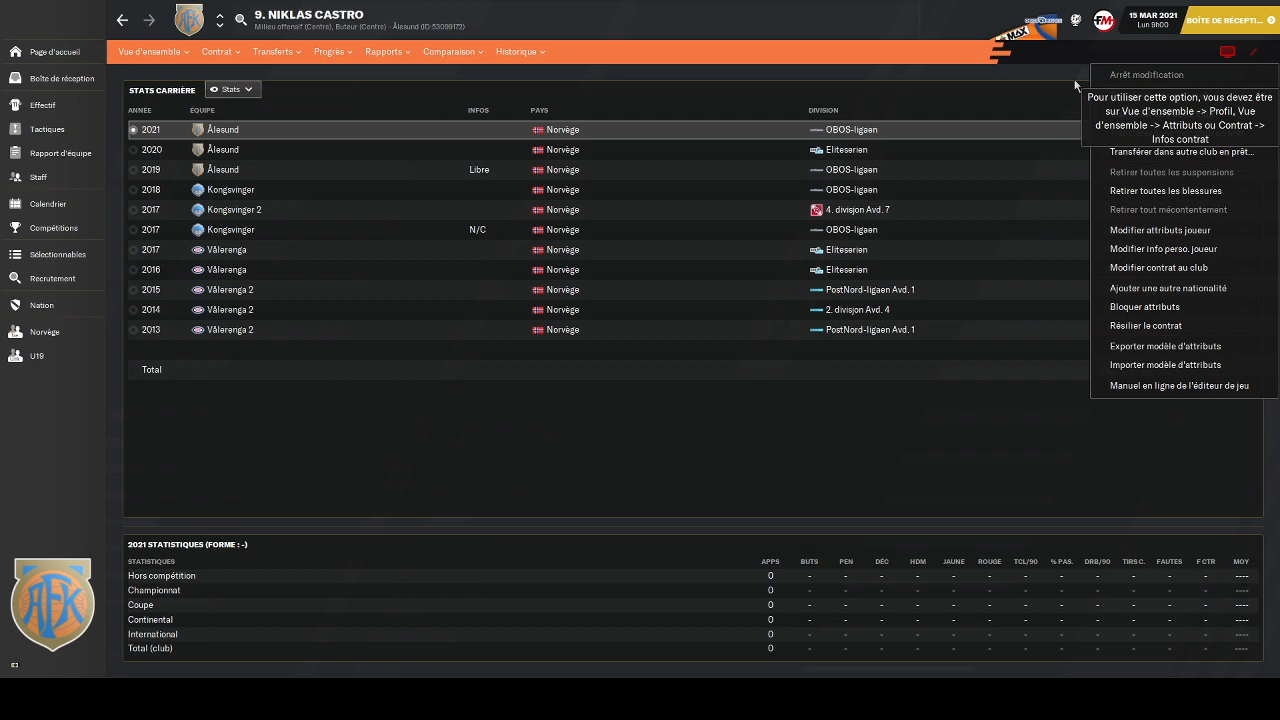 9. NIKLAS CASTRO
Milieu offensif (Centre), Buteur (Centre) - Ålesund (ID:53099172)
MAX
FM
15 MAR 2021
Lun 9h00
BOÎTE DE RÉCEPTI...
Page d'accueil
Vue d'ensemble
Contrat
Transferts
Progrès
Rapports
Comparaison
Historique
Boîte de réception
Effectif
Tactiques
Rapport d'équipe
Staff
Calendrier
Compétitions
Sélectionnables
Recrutement
Nation
Norvège
U19
AFK
STATS CARRIÈRE
Stats
ANNÉE ÉQUIPE INFOS PAYS DIVISION
2021 Ålesund Norvège OBOS-ligaen
2020 Ålesund Norvège Eliteserien
2019 Ålesund Libre Norvège OBOS-ligaen
2018 Kongsvinger Norvège OBOS-ligaen
2017 Kongsvinger 2 Norvège 4. divisjon Avd. 7
2017 Kongsvinger N/C Norvège OBOS-ligaen
2017 Vålerenga Norvège Eliteserien
2016 Vålerenga Norvège Eliteserien
2015 Vålerenga 2 Norvège PostNord-ligaen Avd. 1
2014 Vålerenga 2 Norvège 2. divisjon Avd. 4
2013 Vålerenga 2 Norvège PostNord-ligaen Avd. 1
Total
Arrêt modification
Pour utiliser cette option, vous devez être
sur Vue d'ensemble -> Profil, Vue
d'ensemble -> Attributs ou Contrat ->
Infos contrat
Transférer dans autre club en prêt...
Retirer toutes les suspensions
Retirer toutes les blessures
Retirer tout mécontentement
Modifier attributs joueur
Modifier info perso. joueur
Modifier contrat au club
Ajouter une autre nationalité
Bloquer attributs
Résilier le contrat
Exporter modèle d'attributs
Importer modèle d'attributs
Manuel en ligne de l'éditeur de jeu
2021 STATISTIQUES (FORME : -)
STATISTIQUES APPS BUTS PEN DÉC HDM JAUNE ROUGE TCL/90 % PAS. DRB/90 TIRS C. FAUTES F CTR MOY
Hors compétition 0 - - - - - - - - - - - - ----
Championnat 0 - - - - - - - - - - - - ----
Coupe 0 - - - - - - - - - - - - ----
Continental 0 - - - - - - - - - - - - ----
International 0 - - - - - - - - - - - - ----
Total (club) 0 - - - - - - - - - - - - ----